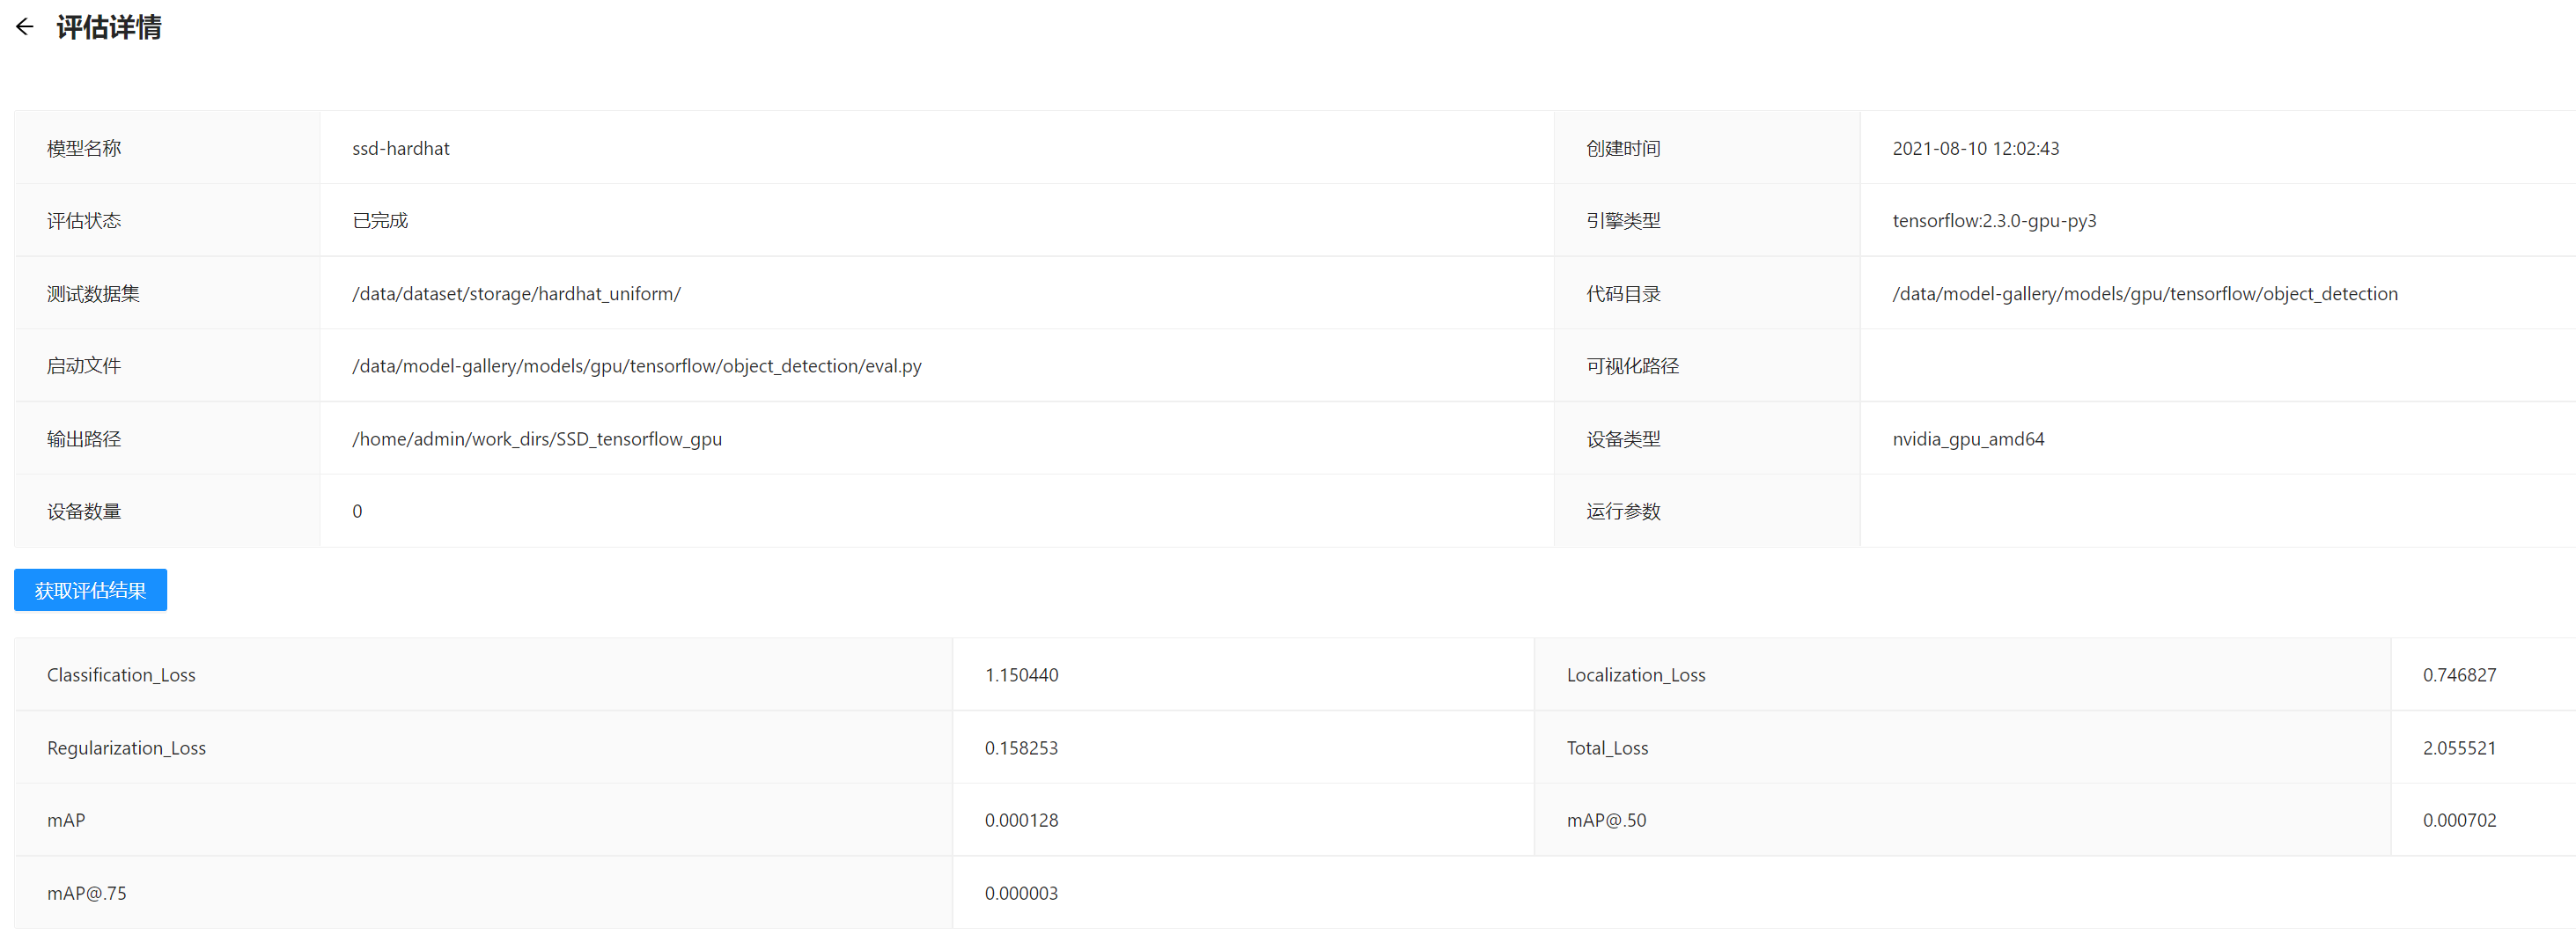 评估详情
模型名称 ssd-hardhat 创建时间 2021-08-10 12:02:43
评估状态 已完成 引擎类型 tensorflow:2.3.0-gpu-py3
测试数据集 /data/dataset/storage/hardhat_uniform/ 代码目录 /data/model-gallery/models/gpu/tensorflow/object_detection
启动文件 /data/model-gallery/models/gpu/tensorflow/object_detection/eval.py 可视化路径
输出路径 /home/admin/work_dirs/SSD_tensorflow_gpu 设备类型 nvidia_gpu_amd64
设备数量 0 运行参数
获取评估结果
Classification_Loss 1.150440 Localization_Loss 0.746827
Regularization_Loss 0.158253 Total_Loss 2.055521
mAP 0.000128 mAP@.50 0.000702
mAP@.75 0.000003